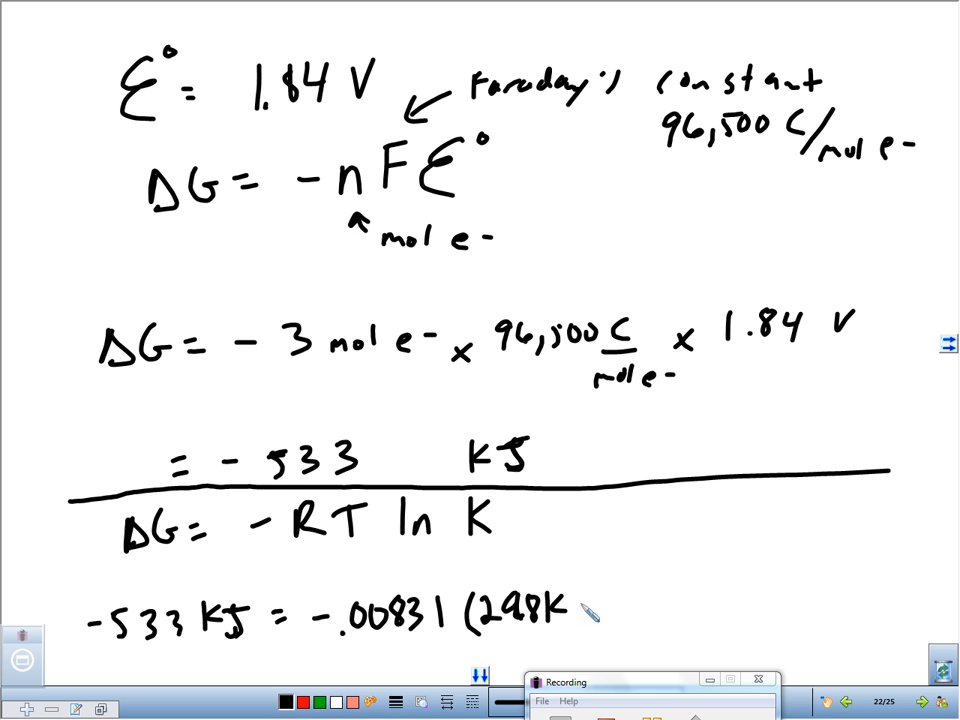 ℰ° = 1.84 V
Faraday's constant
96,500 C/mol e-
ΔG = -nFℰ°
mol e-
ΔG = - 3 mol e- x 96,500 C/mol e- x 1.84 V
= - 533 KJ
ΔG = - RT ln K
-533 KJ = -.00831 (298K
Recording
File Help
22/25